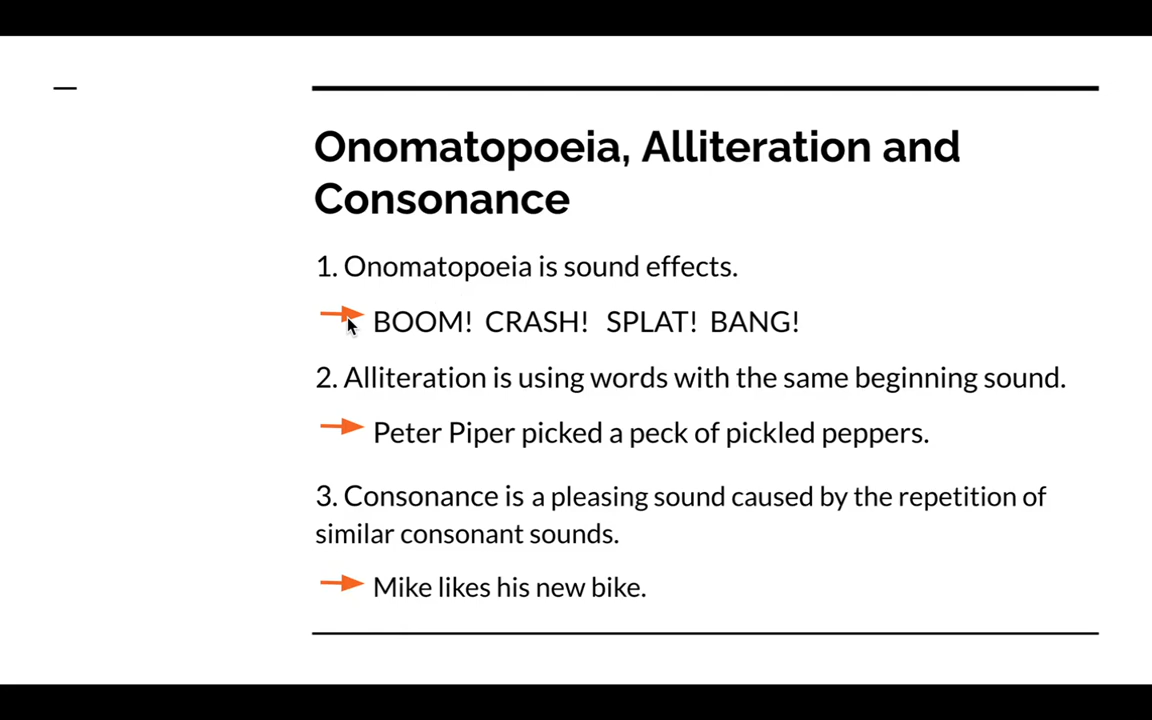 Onomatopoeia, Alliteration and
Consonance
1. Onomatopoeia is sound effects.
BOOM! CRASH! SPLAT! BANG!
2. Alliteration is using words with the same beginning sound.
Peter Piper picked a peck of pickled peppers.
3. Consonance is a pleasing sound caused by the repetition of
similar consonant sounds.
Mike likes his new bike.